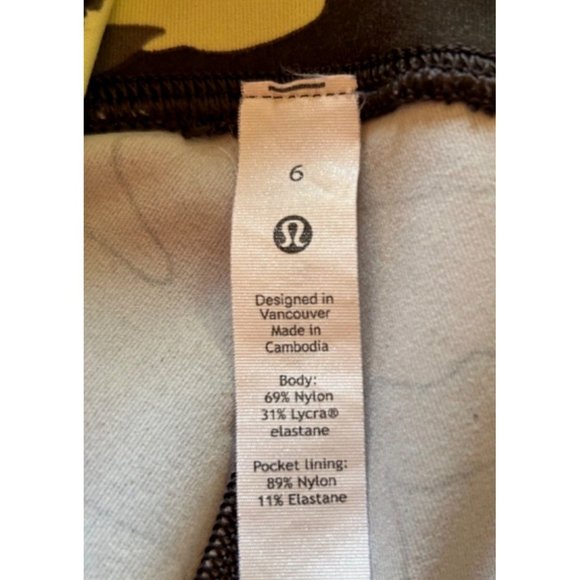 6
Designed in
Vancouver
Made in
Cambodia
Body:
69% Nylon
31% Lycra®
elastane
Pocket lining:
89% Nylon
11% Elastane